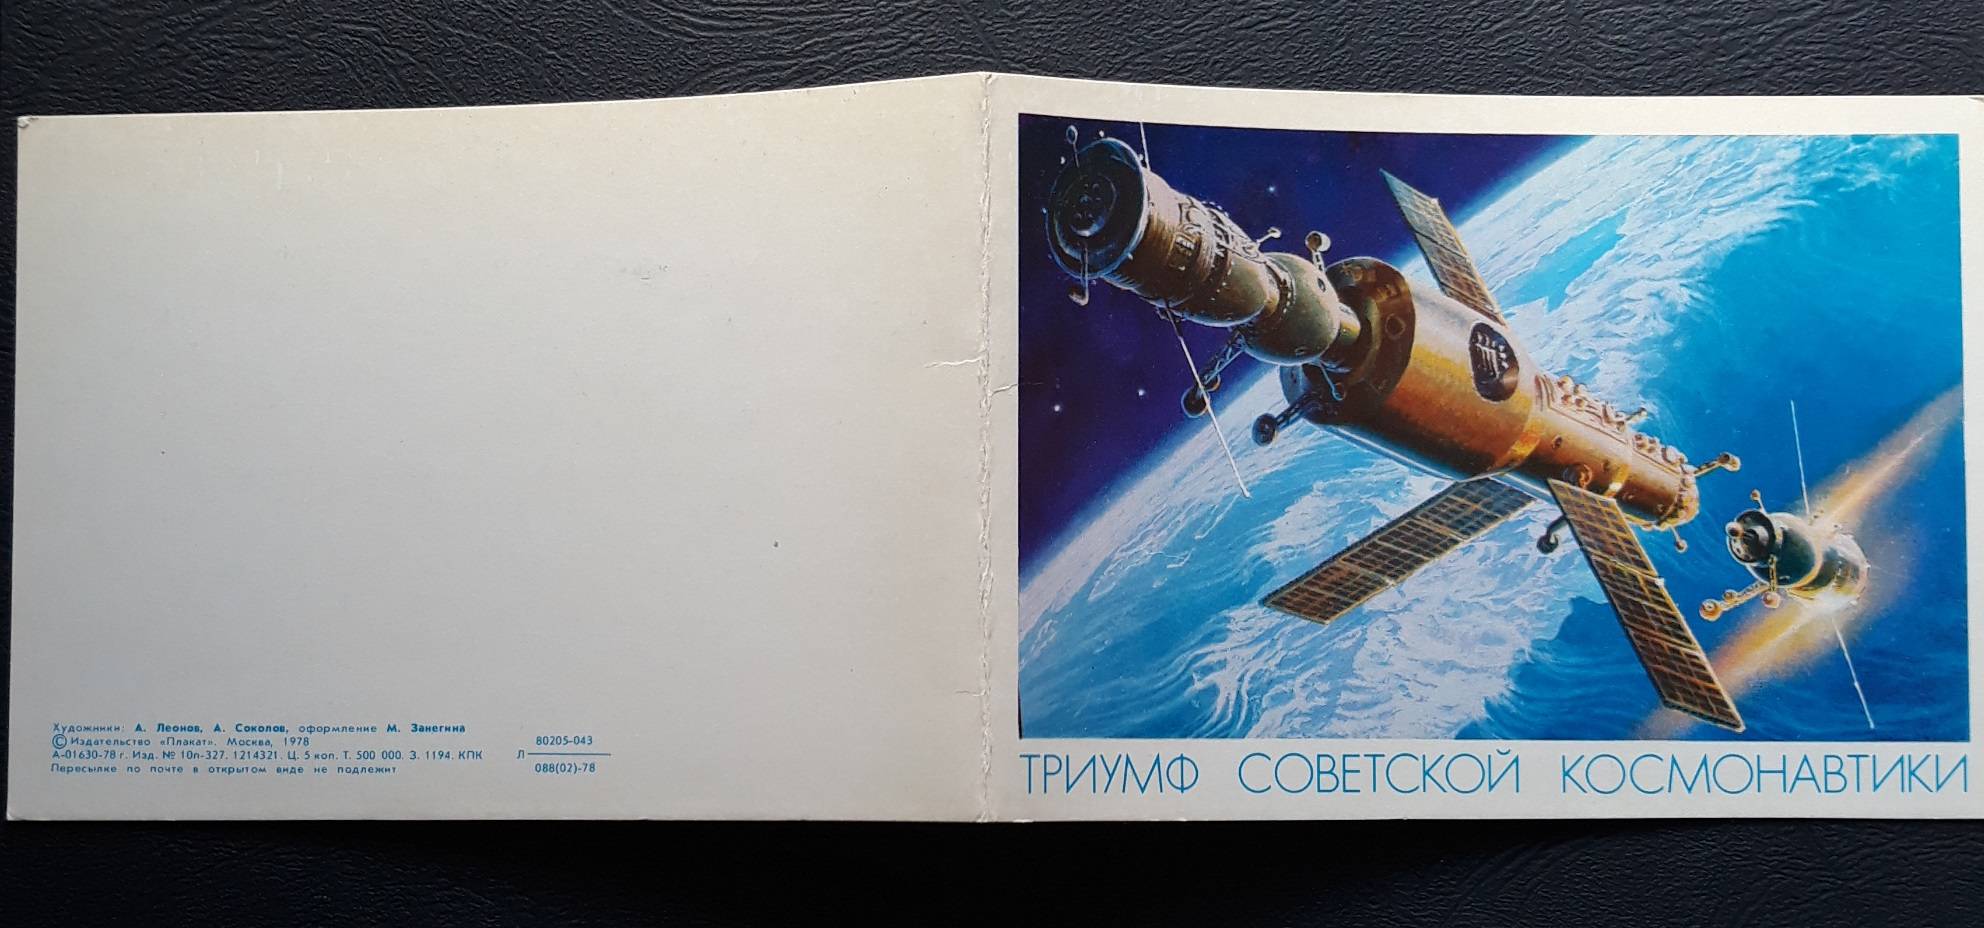 Художники: А. Леонов, А. Соколов, оформление М. Занегина
© Издательство «Плакат». Москва, 1978
А-01630-78 г. Изд. № 10п-327. 1214321. Ц. 5 коп. Т. 500 000. З. 1194. КПК
Пересылке по почте в открытом виде не подлежит
80205-043
Л
088(02)-78
ТРИУМФ СОВЕТСКОЙ КОСМОНАВТИКИ